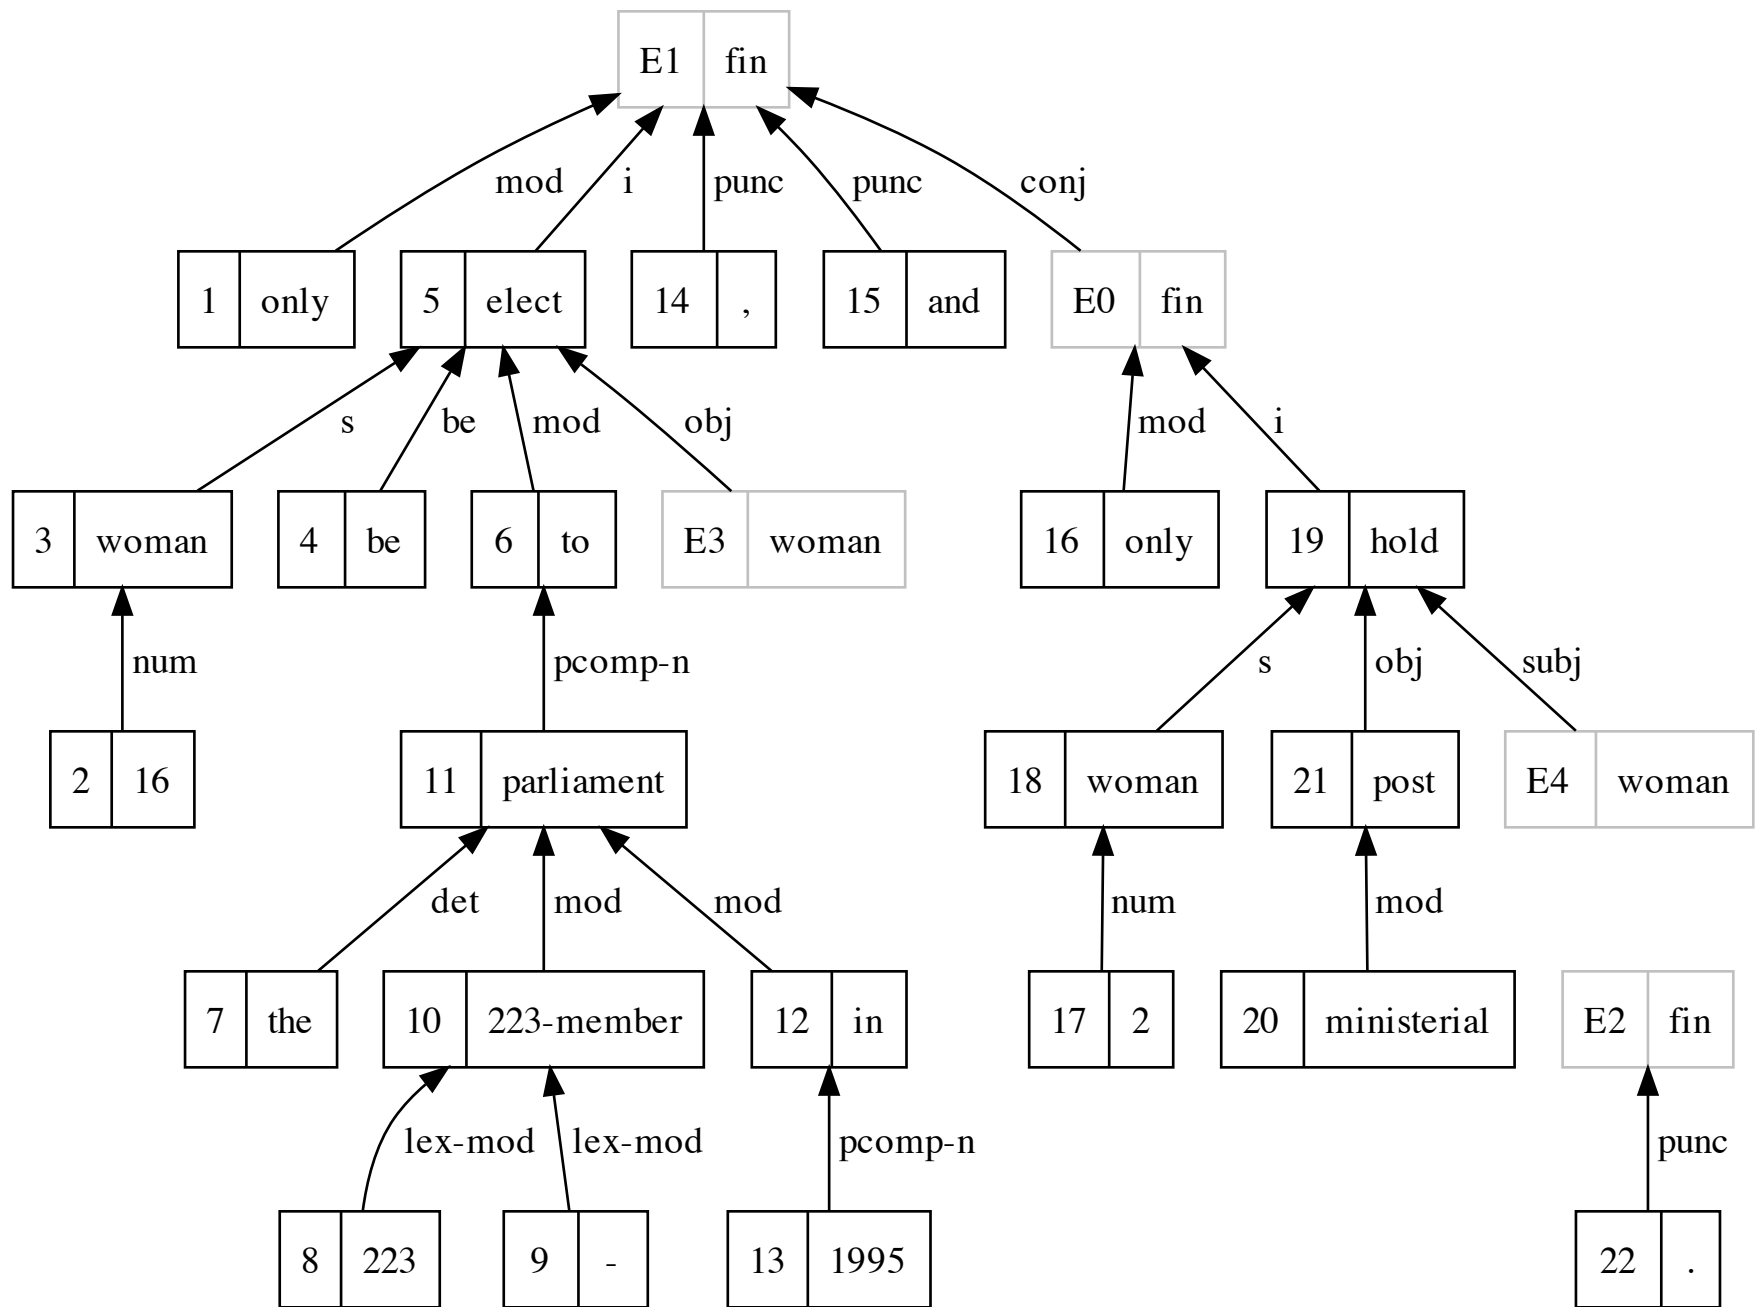 E1 fin
mod i punc punc conj
1 only 5 elect 14 , 15 and E0 fin
s be mod obj mod i
3 woman 4 be 6 to E3 woman 16 only 19 hold
num pcomp-n s obj subj
2 16 11 parliament 18 woman 21 post E4 woman
det mod mod num mod
7 the 10 223-member 12 in 17 2 20 ministerial E2 fin
lex-mod lex-mod pcomp-n punc
8 223 9 - 13 1995 22 .